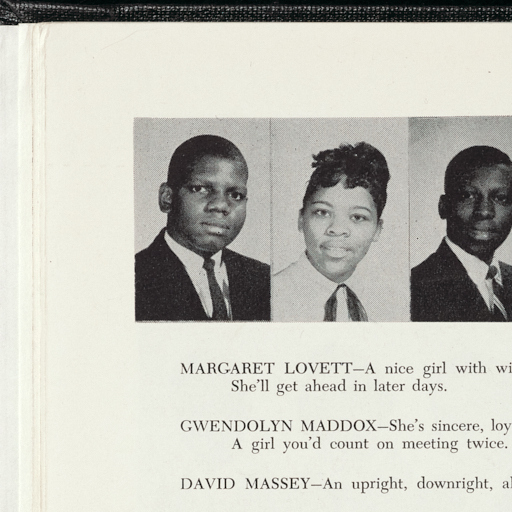 MARGARET LOVETT—A nice girl with wi
She'll get ahead in later days.
GWENDOLYN MADDOX—She's sincere, loy
A girl you'd count on meeting twice.
DAVID MASSEY—An upright, downright, al